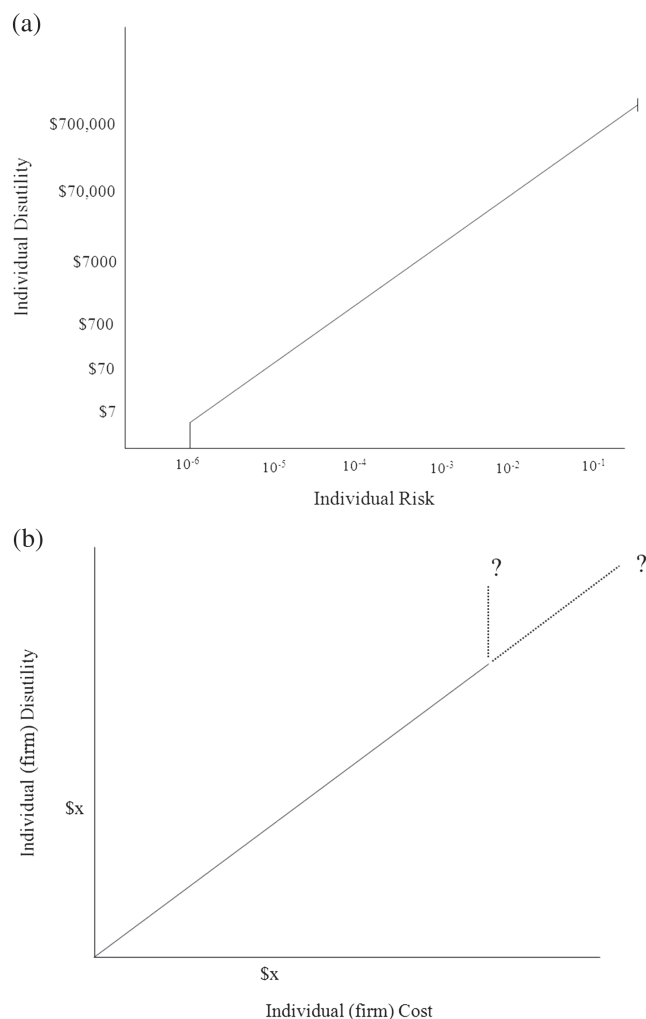 (a)
Individual Disutility
$700,000
$70,000
$7000
$700
$70
$7
10⁻⁶ 10⁻⁵ 10⁻⁴ 10⁻³ 10⁻² 10⁻¹
Individual Risk
(b)
? ?
Individual (firm) Disutility
$x
$x
Individual (firm) Cost